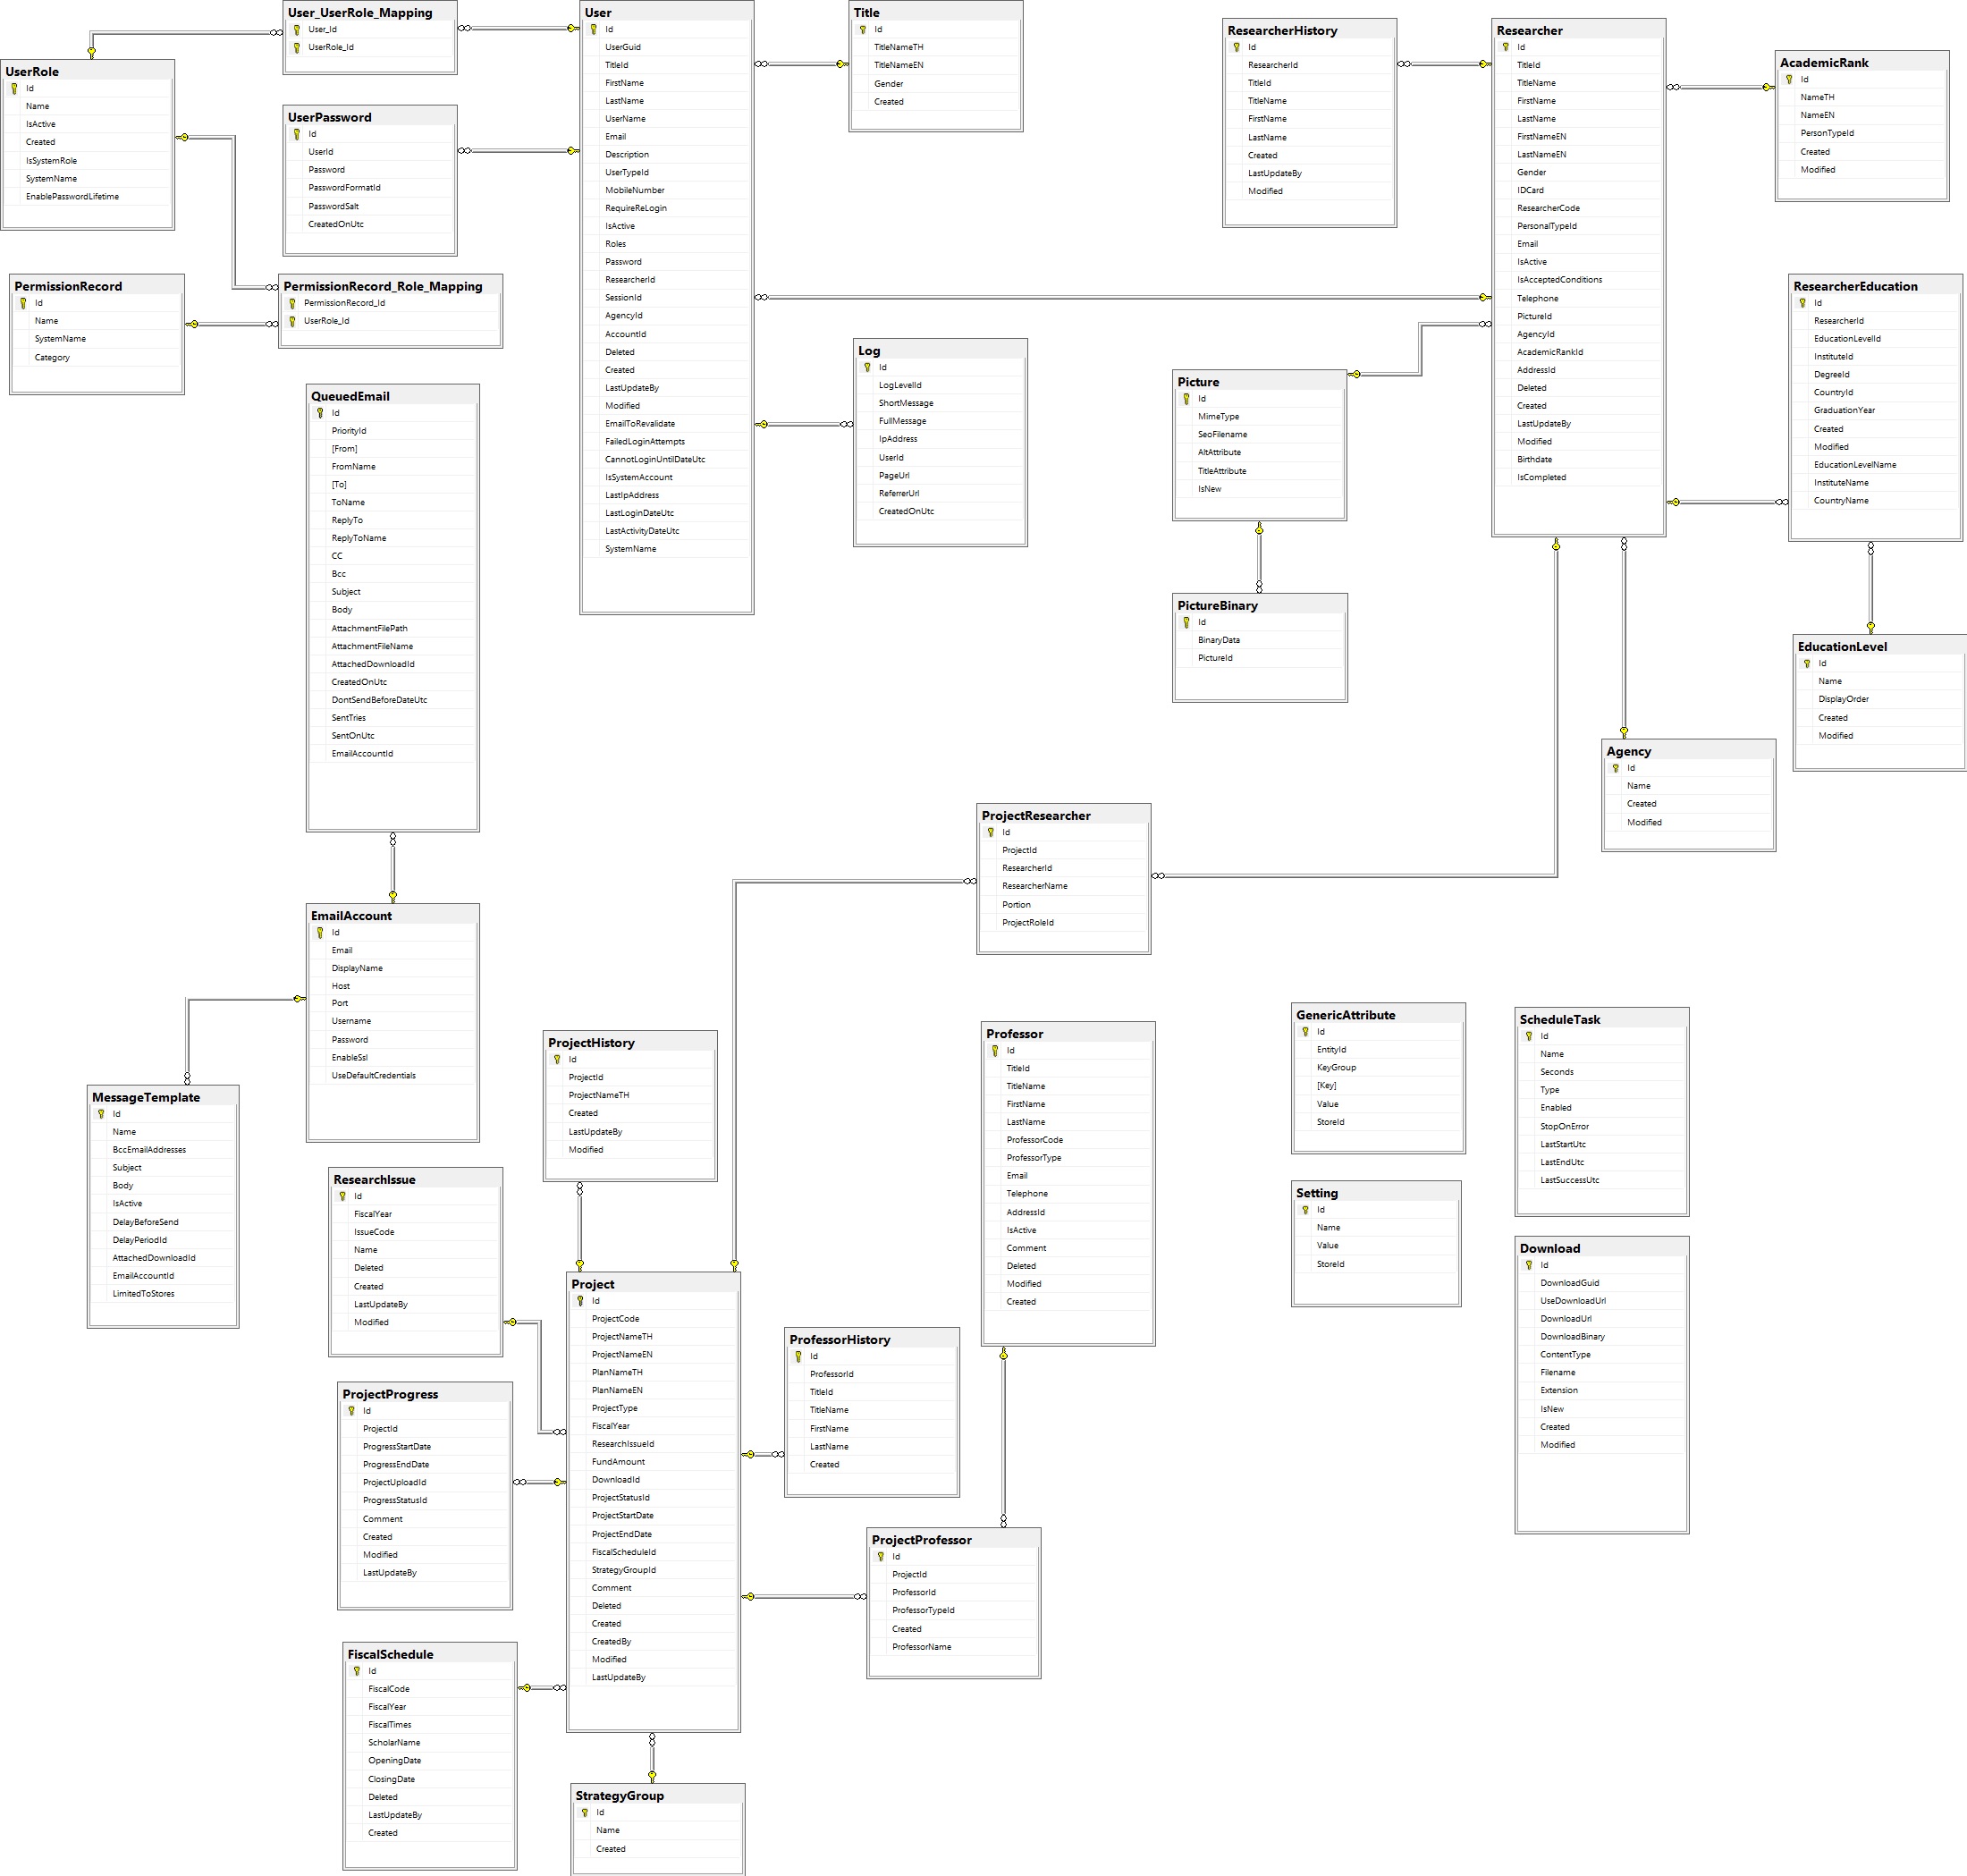 User_UserRole_Mapping
User_Id
UserRole_Id
User
Id
UserGuid
TitleId
FirstName
LastName
UserName
Email
Description
UserTypeId
MobileNumber
RequireReLogin
IsActive
Roles
Password
ResearcherId
SessionId
AgencyId
AccountId
Deleted
Created
LastUpdateBy
Modified
EmailToRevalidate
FailedLoginAttempts
CannotLoginUntilDateUtc
IsSystemAccount
LastIpAddress
LastLoginDateUtc
LastActivityDateUtc
SystemName
Title
Id
TitleNameTH
TitleNameEN
Gender
Created
ResearcherHistory
Id
ResearcherId
TitleId
TitleName
FirstName
LastName
Created
LastUpdateBy
Modified
Researcher
Id
TitleId
TitleName
FirstName
LastName
FirstNameEN
LastNameEN
Gender
IDCard
ResearcherCode
PersonalTypeId
Email
IsActive
IsAcceptedConditions
Telephone
PictureId
AgencyId
AcademicRankId
AddressId
Deleted
Created
LastUpdateBy
Modified
Birthdate
IsCompleted
AcademicRank
Id
NameTH
NameEN
PersonTypeId
Created
Modified
UserRole
Id
Name
IsActive
Created
IsSystemRole
SystemName
EnablePasswordLifetime
UserPassword
Id
UserId
Password
PasswordFormatId
PasswordSalt
CreatedOnUtc
PermissionRecord
Id
Name
SystemName
Category
PermissionRecord_Role_Mapping
PermissionRecord_Id
UserRole_Id
ResearcherEducation
Id
ResearcherId
EducationLevelId
InstituteId
DegreeId
CountryId
GraduationYear
Created
Modified
EducationLevelName
InstituteName
CountryName
Log
Id
LogLevelId
ShortMessage
FullMessage
IpAddress
UserId
PageUrl
ReferrerUrl
CreatedOnUtc
Picture
Id
MimeType
SeoFilename
AltAttribute
TitleAttribute
IsNew
QueuedEmail
Id
PriorityId
[From]
FromName
[To]
ToName
ReplyTo
ReplyToName
CC
Bcc
Subject
Body
AttachmentFilePath
AttachmentFileName
AttachedDownloadId
CreatedOnUtc
DontSendBeforeDateUtc
SentTries
SentOnUtc
EmailAccountId
PictureBinary
Id
BinaryData
PictureId
EducationLevel
Id
Name
DisplayOrder
Created
Modified
Agency
Id
Name
Created
Modified
ProjectResearcher
Id
ProjectId
ResearcherId
ResearcherName
Portion
ProjectRoleId
EmailAccount
Id
Email
DisplayName
Host
Port
Username
Password
EnableSsl
UseDefaultCredentials
GenericAttribute
Id
EntityId
KeyGroup
[Key]
Value
StoreId
ScheduleTask
Id
Name
Seconds
Type
Enabled
StopOnError
LastStartUtc
LastEndUtc
LastSuccessUtc
Professor
Id
TitleId
TitleName
FirstName
LastName
ProfessorCode
ProfessorType
Email
Telephone
AddressId
IsActive
Comment
Deleted
Modified
Created
ProjectHistory
Id
ProjectId
ProjectNameTH
Created
LastUpdateBy
Modified
MessageTemplate
Id
Name
BccEmailAddresses
Subject
Body
IsActive
DelayBeforeSend
DelayPeriodId
AttachedDownloadId
EmailAccountId
LimitedToStores
ResearchIssue
Id
FiscalYear
IssueCode
Name
Deleted
Created
LastUpdateBy
Modified
Setting
Id
Name
Value
StoreId
Download
Id
DownloadGuid
UseDownloadUrl
DownloadUrl
DownloadBinary
ContentType
Filename
Extension
IsNew
Created
Modified
Project
Id
ProjectCode
ProjectNameTH
ProjectNameEN
PlanNameTH
PlanNameEN
ProjectType
FiscalYear
ResearchIssueId
FundAmount
DownloadId
ProjectStatusId
ProjectStartDate
ProjectEndDate
FiscalScheduleId
StrategyGroupId
Comment
Deleted
Created
CreatedBy
Modified
LastUpdateBy
ProfessorHistory
Id
ProfessorId
TitleId
TitleName
FirstName
LastName
Created
ProjectProgress
Id
ProjectId
ProgressStartDate
ProgressEndDate
ProjectUploadId
ProgressStatusId
Comment
Created
Modified
LastUpdateBy
ProjectProfessor
Id
ProjectId
ProfessorId
ProfessorTypeId
Created
ProfessorName
FiscalSchedule
Id
FiscalCode
FiscalYear
FiscalTimes
ScholarName
OpeningDate
ClosingDate
Deleted
LastUpdateBy
Created
StrategyGroup
Id
Name
Created